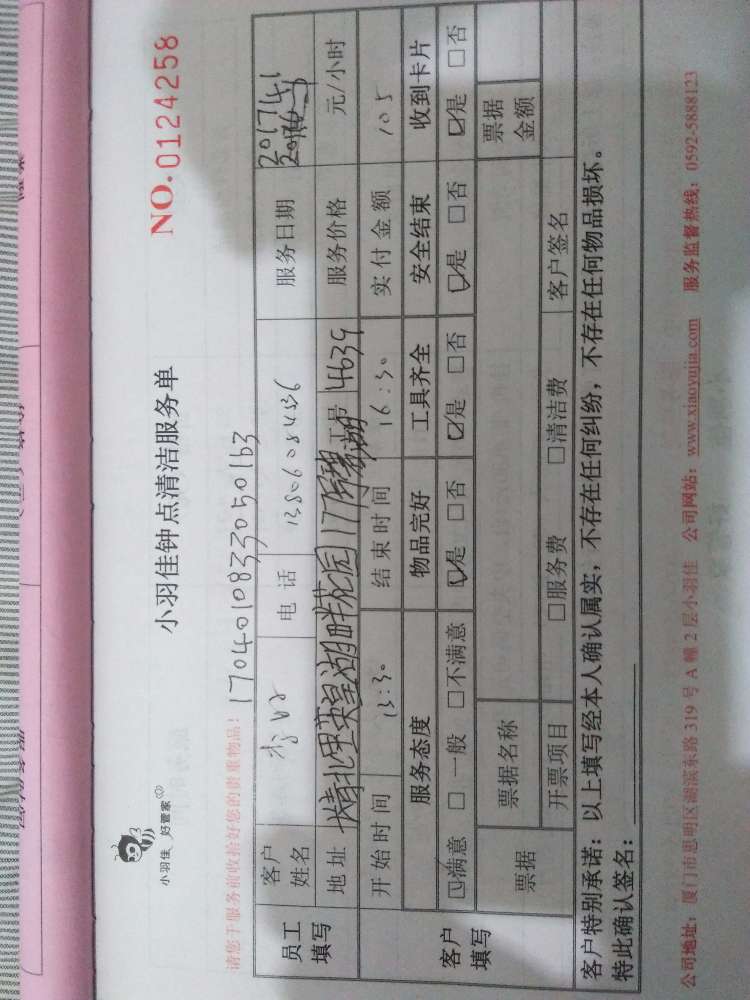 小羽佳 好管家
小羽佳钟点清洁服务单
NO.0124258
请您于服务前收拾好您的贵重物品!
17040108330501b3
员工填写
客户姓名 李 电话 13806084536 服务日期 2017.4.1
地址 湖畔花园17 工号 14639 服务价格 元/小时
开始时间 13:30 结束时间 16:30 实付金额 105
客户填写
服务态度 物品完好 工具齐全 安全结束 收到卡片
☑满意 □一般 □不满意 ☑是 □否 ☑是 □否 ☑是 □否 ☑是 □否
票据 票据名称 票据金额
开票项目 □服务费 □清洁费 客户签名
客户特别承诺:以上填写经本人确认属实,不存在任何纠纷,不存在任何物品损坏。
特此确认签名:
公司地址:厦门市思明区湖滨东路319号A幢2层小羽佳 公司网站:www.xiaoyujia.com 服务监督热线:0592-5888123